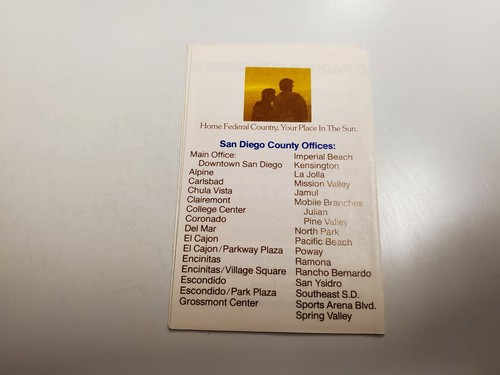 Home Federal Country. Your Place In The Sun.
San Diego County Offices:
Main Office:
Downtown San Diego
Alpine
Carlsbad
Chula Vista
Clairemont
College Center
Coronado
Del Mar
El Cajon
El Cajon/Parkway Plaza
Encinitas
Encinitas/Village Square
Escondido
Escondido/Park Plaza
Grossmont Center
Imperial Beach
Kensington
La Jolla
Mission Valley
Jamul
Mobile Branches:
Julian
Pine Valley
North Park
Pacific Beach
Poway
Ramona
Rancho Bernardo
San Ysidro
Southeast S.D.
Sports Arena Blvd.
Spring Valley